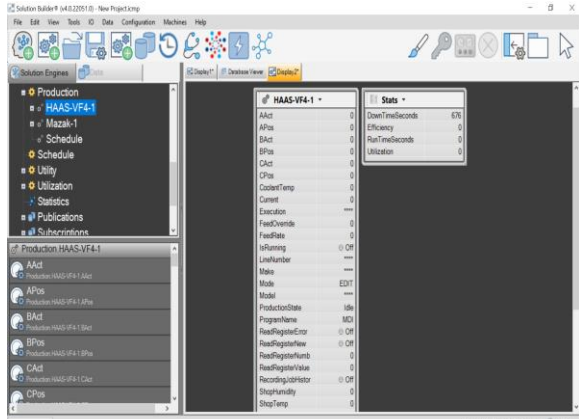 Solution Builder® (v4.0.22051.0) - New Project.icmp
File Edit View Tools IO Data Configuration Machines Help
Solution Engines
Display1* Database Viewer Display2*
Production
HAAS-VF4-1
Mazak-1
Schedule
Schedule
Utility
Utilization
Statistics
Publications
Subscriptions
Production.HAAS-VF4-1
AAct
Production.HAAS-VF4-1.AAct
APos
Production.HAAS-VF4-1.APos
BAct
Production.HAAS-VF4-1.BAct
BPos
Production.HAAS-VF4-1.BPos
CAct
Production.HAAS-VF4-1.CAct
CPos
HAAS-VF4-1
AAct 0
APos 0
BAct 0
BPos 0
CAct 0
CPos 0
CoolantTemp 0
Current 0
Execution ****
FeedOverride 0
FeedRate 0
IsRunning Off
LineNumber ****
Make ****
Mode EDIT
Model ****
ProductionState Idle
ProgramName MDI
ReadRegisterError Off
ReadRegisterNew Off
ReadRegisterNumb 0
ReadRegisterValue 0
RecordingJobHistor Off
ShopHumidity 0
ShopTemp 0
Stats
DownTimeSeconds 676
Efficiency 0
RunTimeSeconds 0
Utilization 0